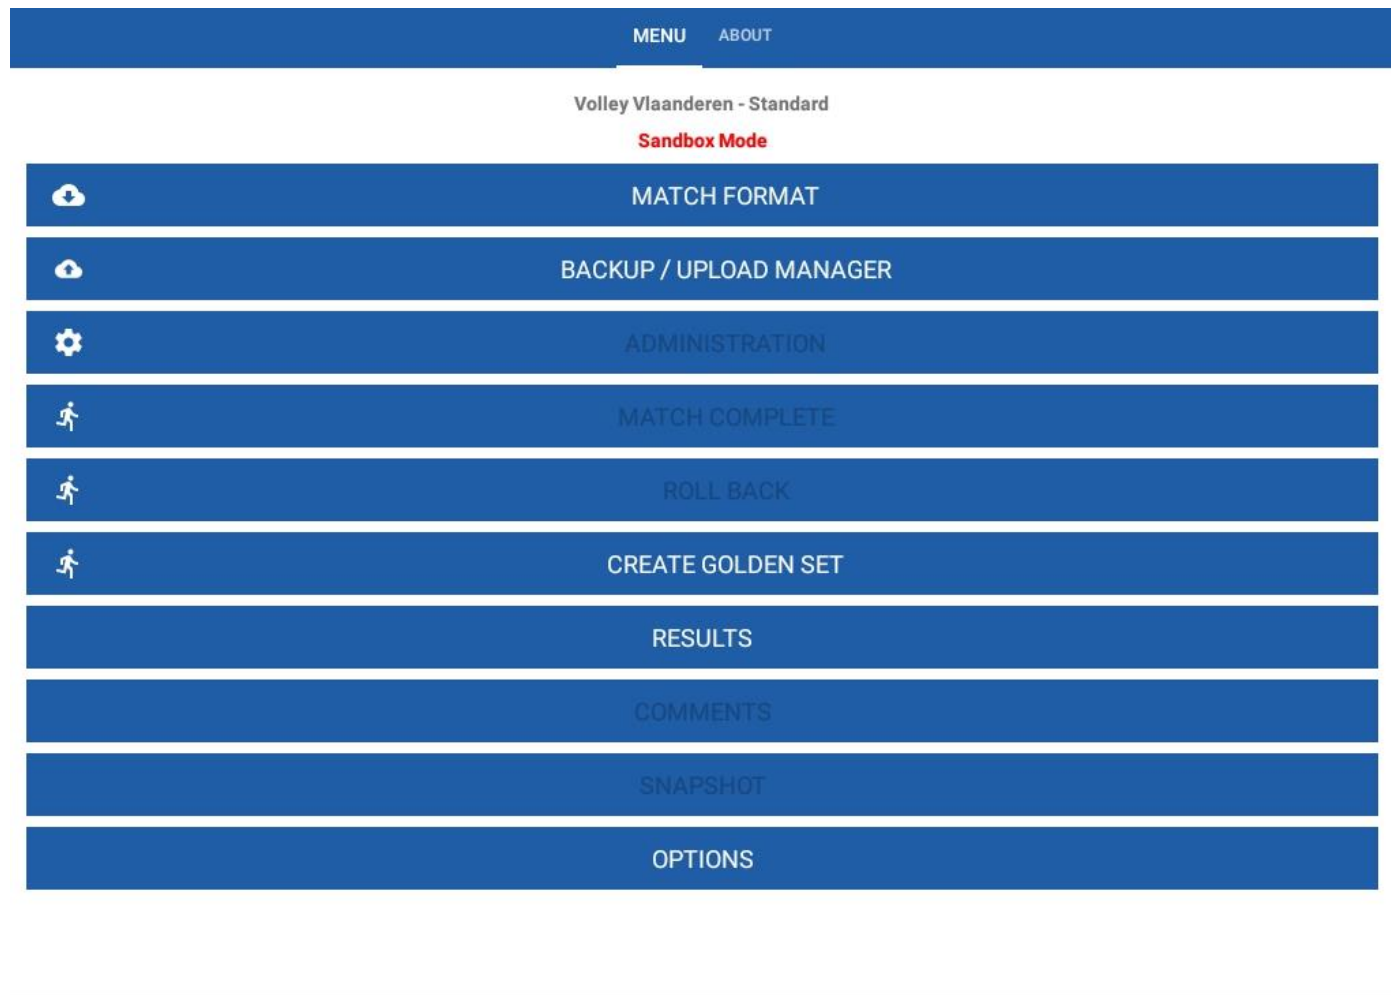 MENU ABOUT
Volley Vlaanderen - Standard
Sandbox Mode
MATCH FORMAT
BACKUP / UPLOAD MANAGER
ADMINISTRATION
MATCH COMPLETE
ROLL BACK
CREATE GOLDEN SET
RESULTS
COMMENTS
SNAPSHOT
OPTIONS